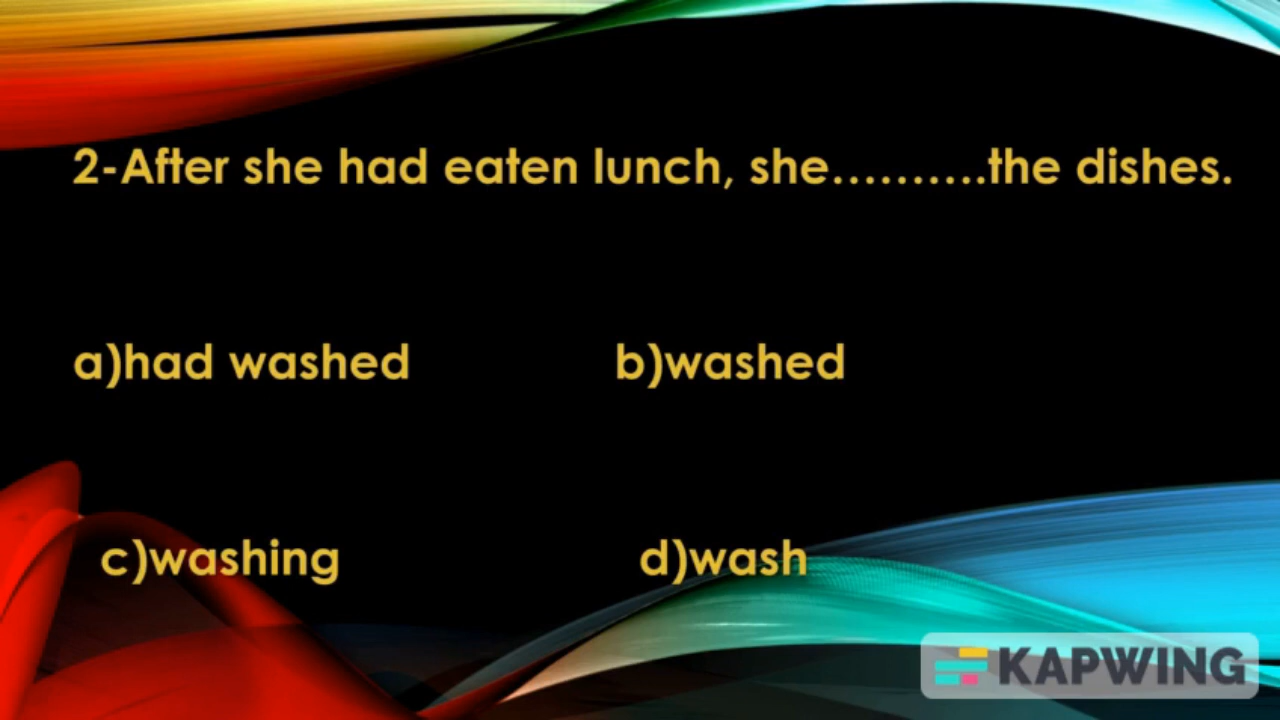 2-After she had eaten lunch, she..........the dishes.
a)had washed b)washed
c)washing d)wash
KAPWING